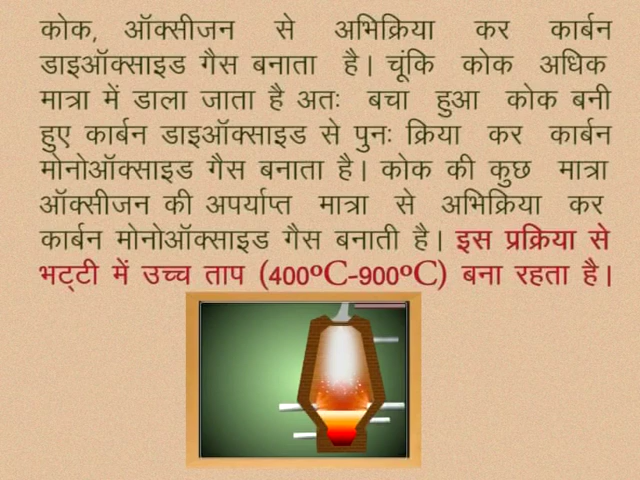 कोक, ऑक्सीजन से अभिक्रिया कर कार्बन
डाइऑक्साइड गैस बनाता है। चूंकि कोक अधिक
मात्रा में डाला जाता है अतः बचा हुआ कोक बनी
हुए कार्बन डाइऑक्साइड से पुनः क्रिया कर कार्बन
मोनोऑक्साइड गैस बनाता है। कोक की कुछ मात्रा
ऑक्सीजन की अपर्याप्त मात्रा से अभिक्रिया कर
कार्बन मोनोऑक्साइड गैस बनाती है। इस प्रक्रिया से
भट्टी में उच्च ताप (400ºC-900ºC) बना रहता है।